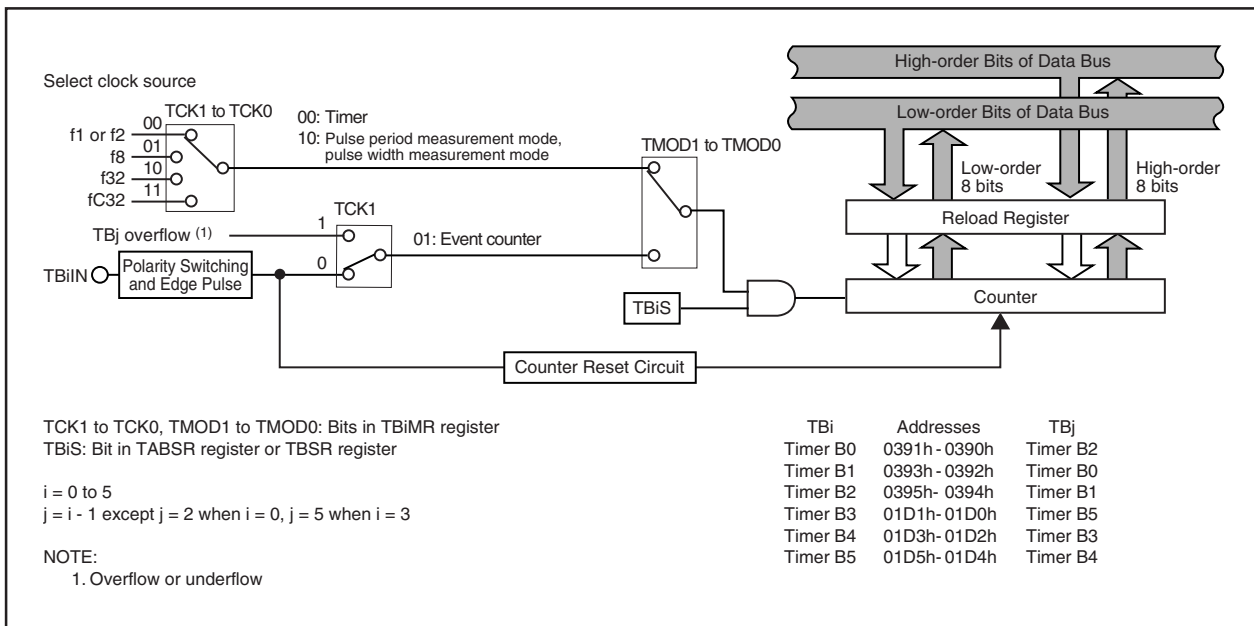 High-order Bits of Data Bus
Select clock source
Low-order Bits of Data Bus
TCK1 to TCK0
00
f1 or f2
01
f8
10
f32
11
fC32
00: Timer
10: Pulse period measurement mode,
pulse width measurement mode
TMOD1 to TMOD0
Low-order
8 bits
High-order
8 bits
Reload Register
TCK1
1
TBj overflow (1)
01: Event counter
0
TBiIN
Polarity Switching
and Edge Pulse
TBiS
Counter
Counter Reset Circuit
TCK1 to TCK0, TMOD1 to TMOD0: Bits in TBiMR register
TBiS: Bit in TABSR register or TBSR register
i = 0 to 5
j = i - 1 except j = 2 when i = 0, j = 5 when i = 3
NOTE:
1. Overflow or underflow
TBi Addresses TBj
Timer B0 0391h - 0390h Timer B2
Timer B1 0393h - 0392h Timer B0
Timer B2 0395h- 0394h Timer B1
Timer B3 01D1h- 01D0h Timer B5
Timer B4 01D3h- 01D2h Timer B3
Timer B5 01D5h- 01D4h Timer B4